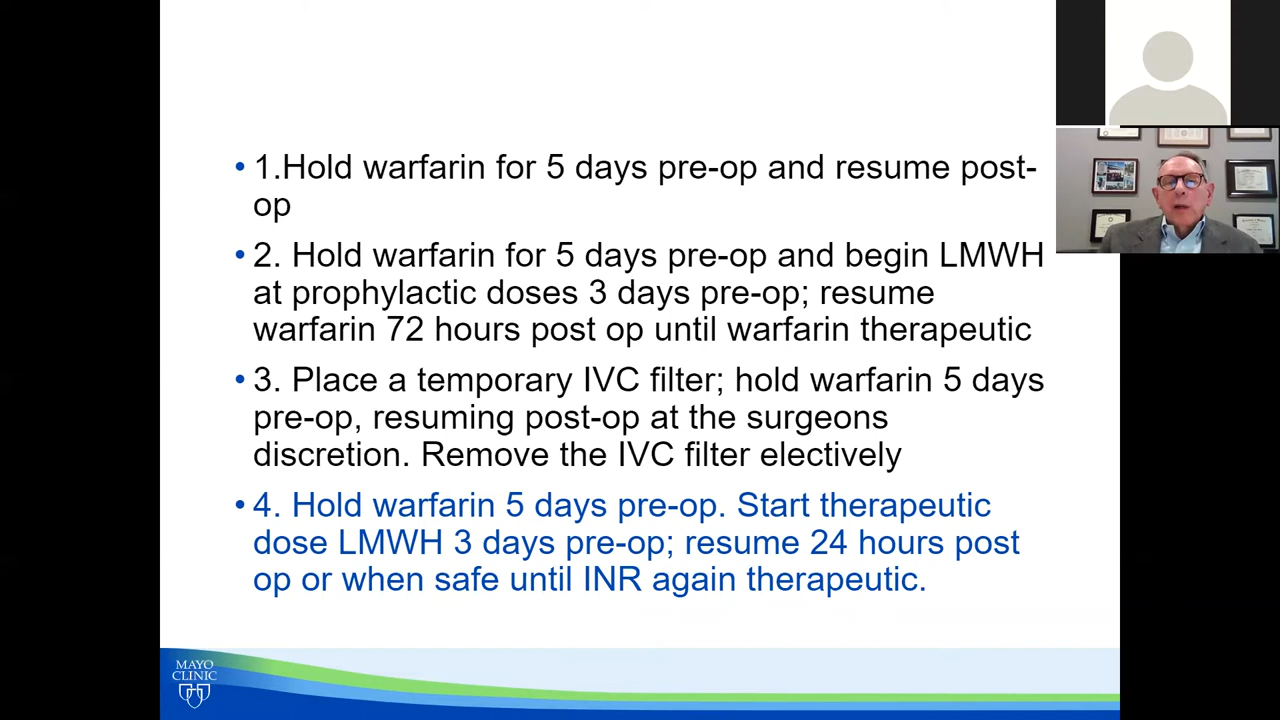 • 1.Hold warfarin for 5 days pre-op and resume post-
op
• 2. Hold warfarin for 5 days pre-op and begin LMWH
at prophylactic doses 3 days pre-op; resume
warfarin 72 hours post op until warfarin therapeutic
• 3. Place a temporary IVC filter; hold warfarin 5 days
pre-op, resuming post-op at the surgeons
discretion. Remove the IVC filter electively
• 4. Hold warfarin 5 days pre-op. Start therapeutic
dose LMWH 3 days pre-op; resume 24 hours post
op or when safe until INR again therapeutic.
MAYO
CLINIC